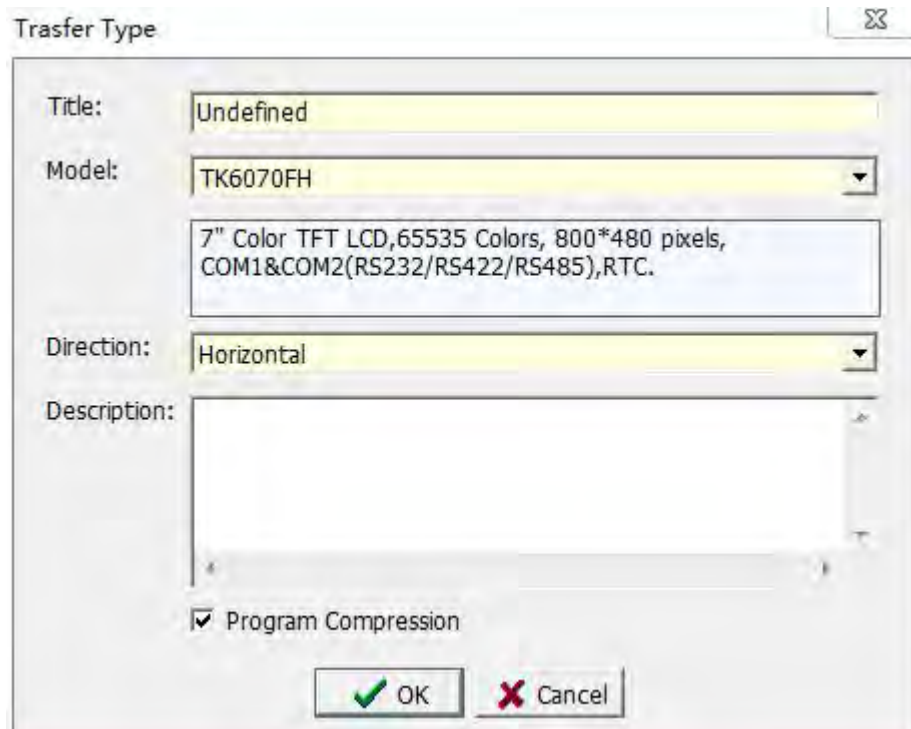 Trasfer Type
Title: Undefined
Model: TK6070FH
7" Color TFT LCD,65535 Colors, 800*480 pixels,
COM1&COM2(RS232/RS422/RS485),RTC.
Direction: Horizontal
Description:
Program Compression
OK Cancel